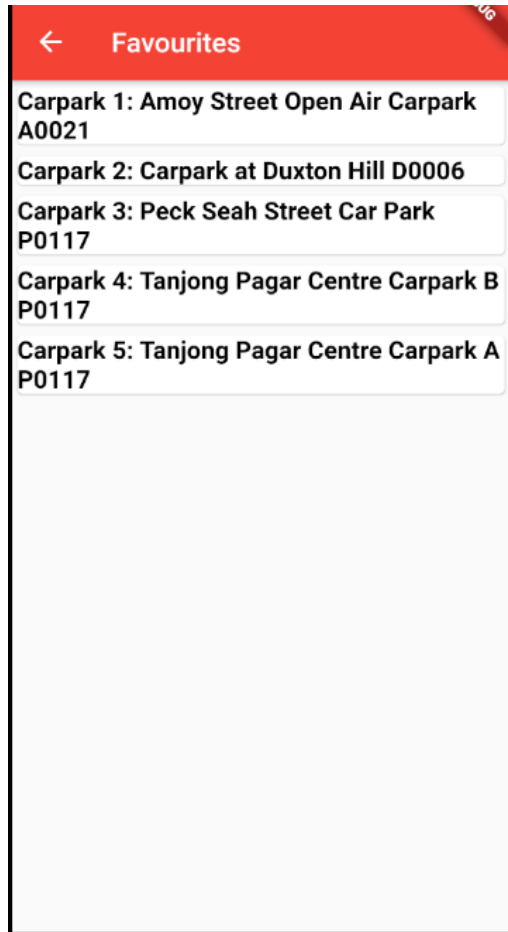 Favourites
Carpark 1: Amoy Street Open Air Carpark
A0021
Carpark 2: Carpark at Duxton Hill D0006
Carpark 3: Peck Seah Street Car Park
P0117
Carpark 4: Tanjong Pagar Centre Carpark B
P0117
Carpark 5: Tanjong Pagar Centre Carpark A
P0117